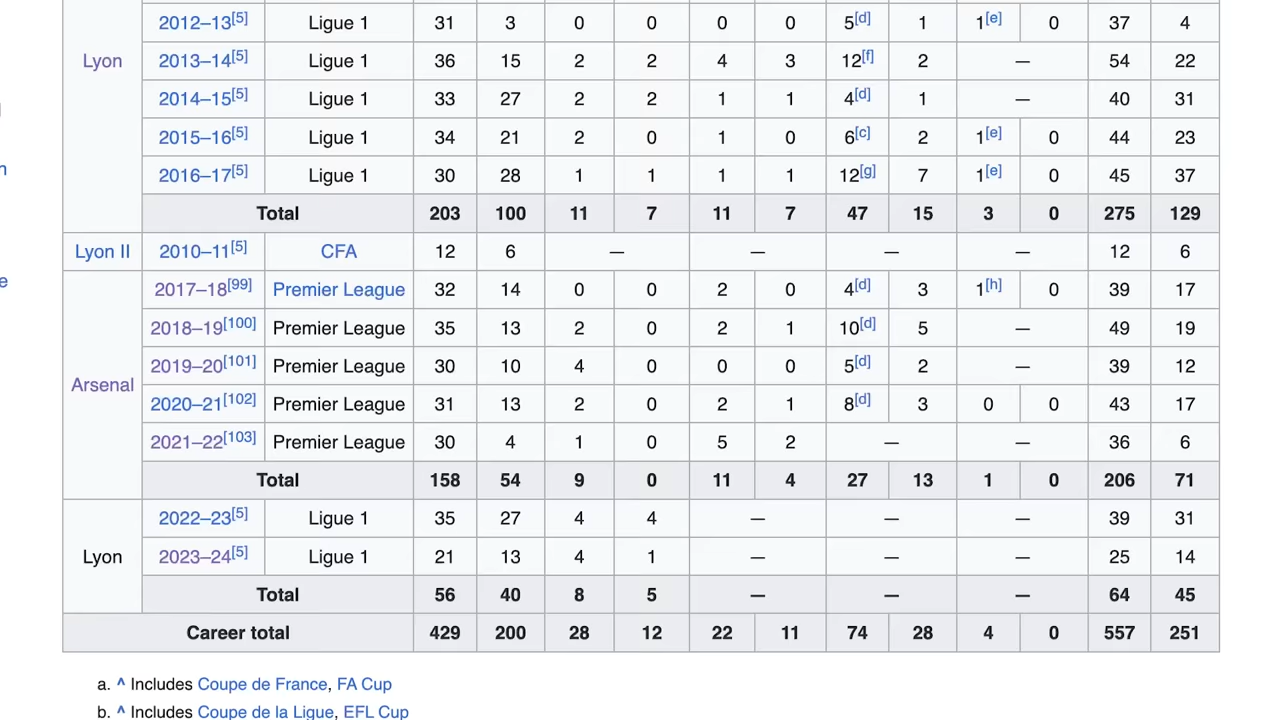 2012–13[5] Ligue 1 31 3 0 0 0 0 5[d] 1 1[e] 0 37 4
Lyon 2013–14[5] Ligue 1 36 15 2 2 4 3 12[f] 2 — 54 22
2014–15[5] Ligue 1 33 27 2 2 1 1 4[d] 1 — 40 31
2015–16[5] Ligue 1 34 21 2 0 1 0 6[c] 2 1[e] 0 44 23
2016–17[5] Ligue 1 30 28 1 1 1 1 12[g] 7 1[e] 0 45 37
Total 203 100 11 7 11 7 47 15 3 0 275 129
Lyon II 2010–11[5] CFA 12 6 — — — — 12 6
2017–18[99] Premier League 32 14 0 0 2 0 4[d] 3 1[h] 0 39 17
2018–19[100] Premier League 35 13 2 0 2 1 10[d] 5 — 49 19
2019–20[101] Premier League 30 10 4 0 0 0 5[d] 2 — 39 12
Arsenal
2020–21[102] Premier League 31 13 2 0 2 1 8[d] 3 0 0 43 17
2021–22[103] Premier League 30 4 1 0 5 2 — — 36 6
Total 158 54 9 0 11 4 27 13 1 0 206 71
2022–23[5] Ligue 1 35 27 4 4 — — — 39 31
Lyon 2023–24[5] Ligue 1 21 13 4 1 — — — 25 14
Total 56 40 8 5 — — — 64 45
Career total 429 200 28 12 22 11 74 28 4 0 557 251
a. ^ Includes Coupe de France, FA Cup
b. ^ Includes Coupe de la Ligue, EFL Cup